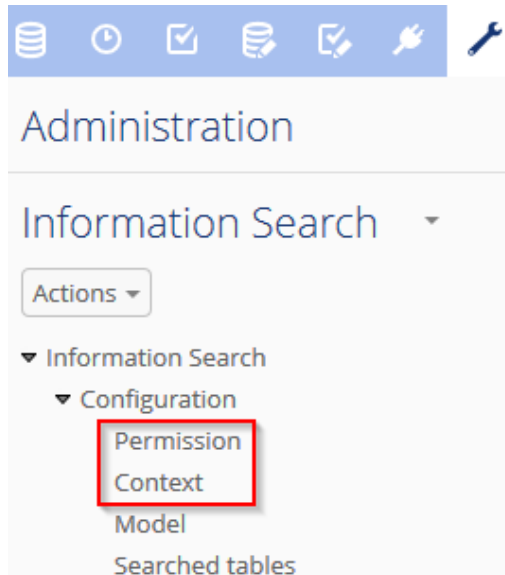 Administration
Information Search
Actions
Information Search
Configuration
Permission
Context
Model
Searched tables